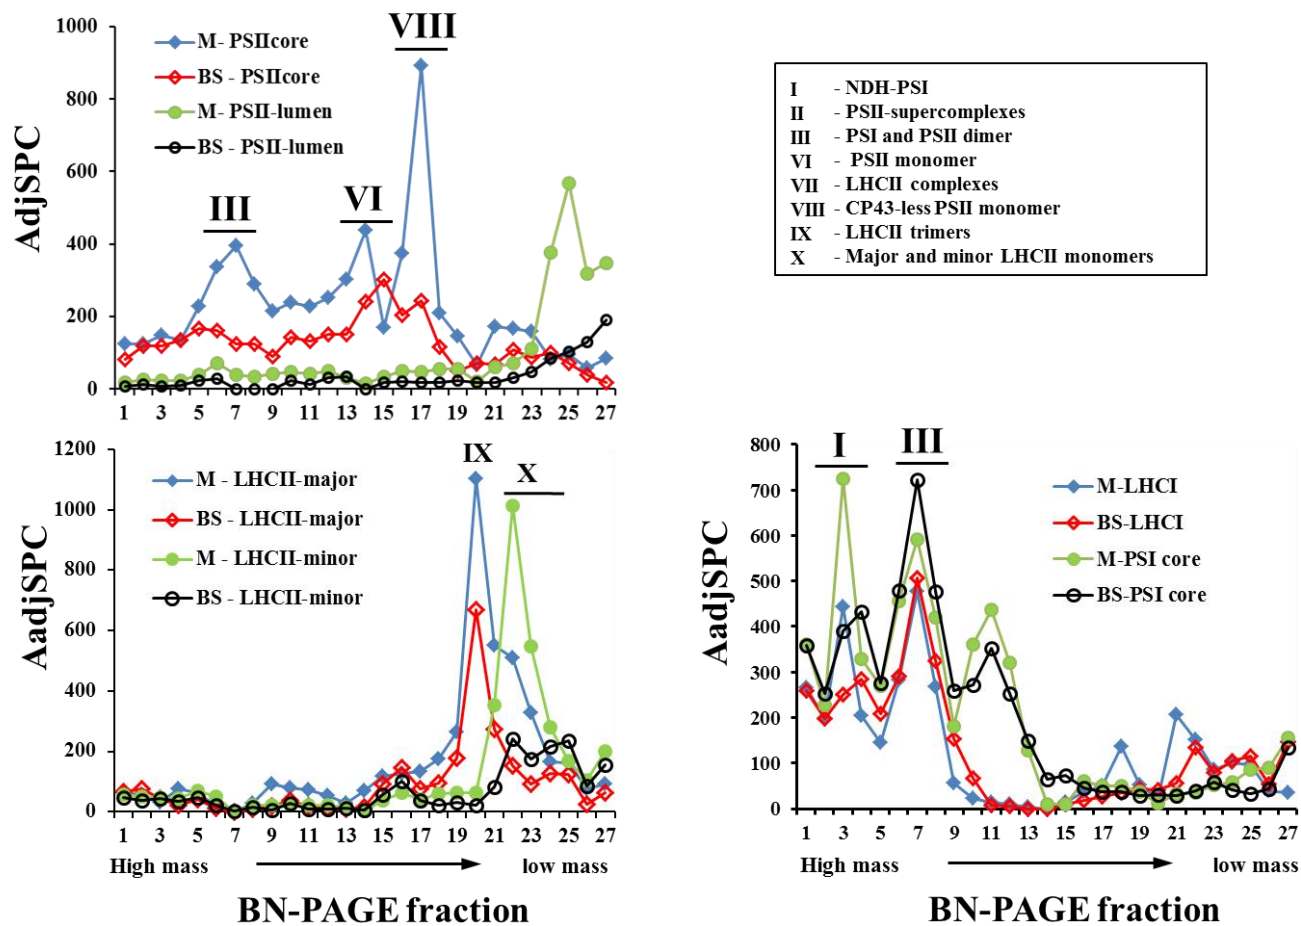 AdjSPC
1000
800
600
400
200
0
M- PSIIcore
BS - PSIIcore
M- PSII-lumen
BS - PSII-lumen
III
VI
VIII
1 3 5 7 9 11 13 15 17 19 21 23 25 27
I - NDH-PSI
II - PSII-supercomplexes
III - PSI and PSII dimer
VI - PSII monomer
VII - LHCII complexes
VIII - CP43-less PSII monomer
IX - LHCII trimers
X - Major and minor LHCII monomers
AadjSPC
1200
1000
800
600
400
200
0
M - LHCII-major
BS - LHCII-major
M - LHCII-minor
BS - LHCII-minor
IX
X
1 3 5 7 9 11 13 15 17 19 21 23 25 27
High mass low mass
BN-PAGE fraction
AadjSPC
800
700
600
500
400
300
200
100
0
I
III
M-LHCI
BS-LHCI
M-PSI core
BS-PSI core
1 3 5 7 9 11 13 15 17 19 21 23 25 27
High mass low mass
BN-PAGE fraction